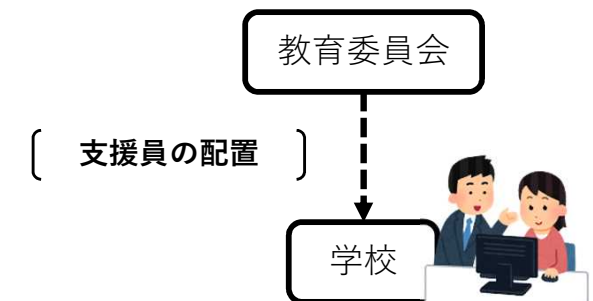 教育委員会
支援員の配置
学校